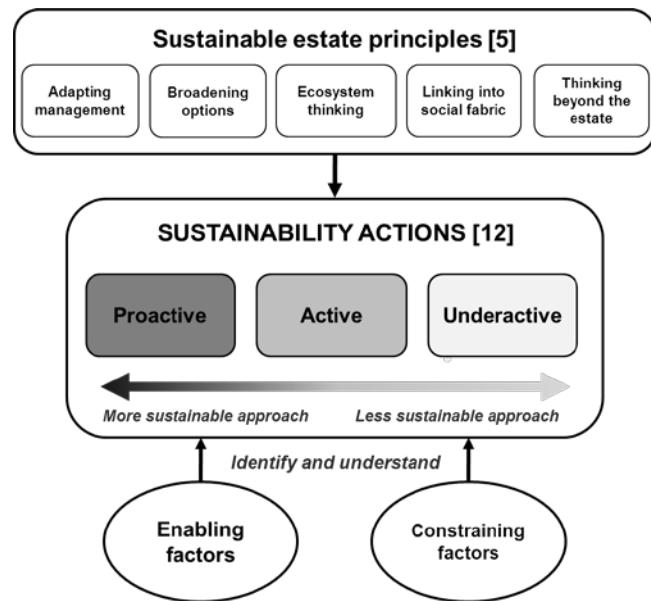 Sustainable estate principles [5]
Adapting
management
Broadening
options
Ecosystem
thinking
Linking into
social fabric
Thinking
beyond the
estate
SUSTAINABILITY ACTIONS [12]
Proactive
Active
Underactive
More sustainable approach
Less sustainable approach
Identify and understand
Enabling
factors
Constraining
factors